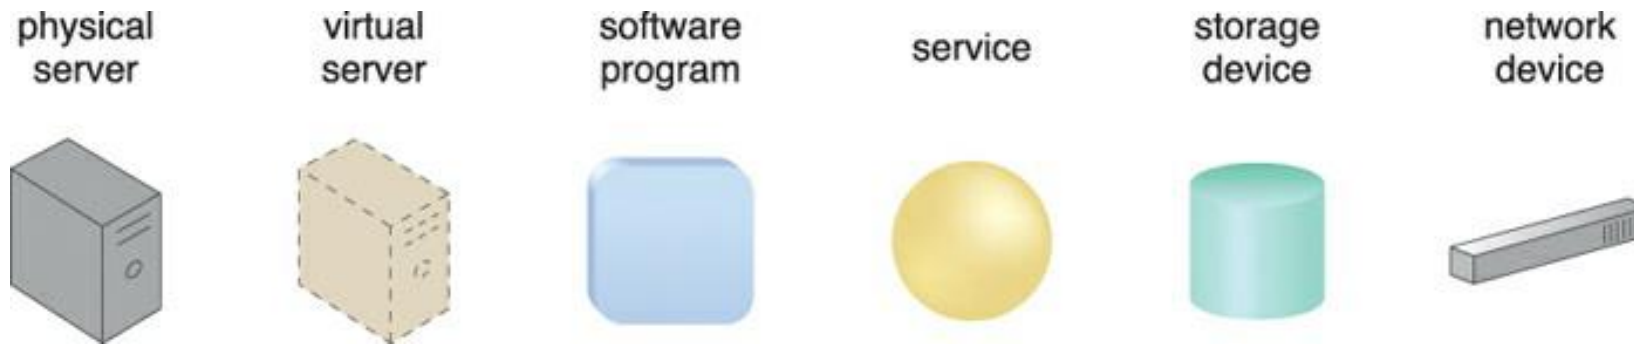 physical
server
virtual
server
software
program
service
storage
device
network
device